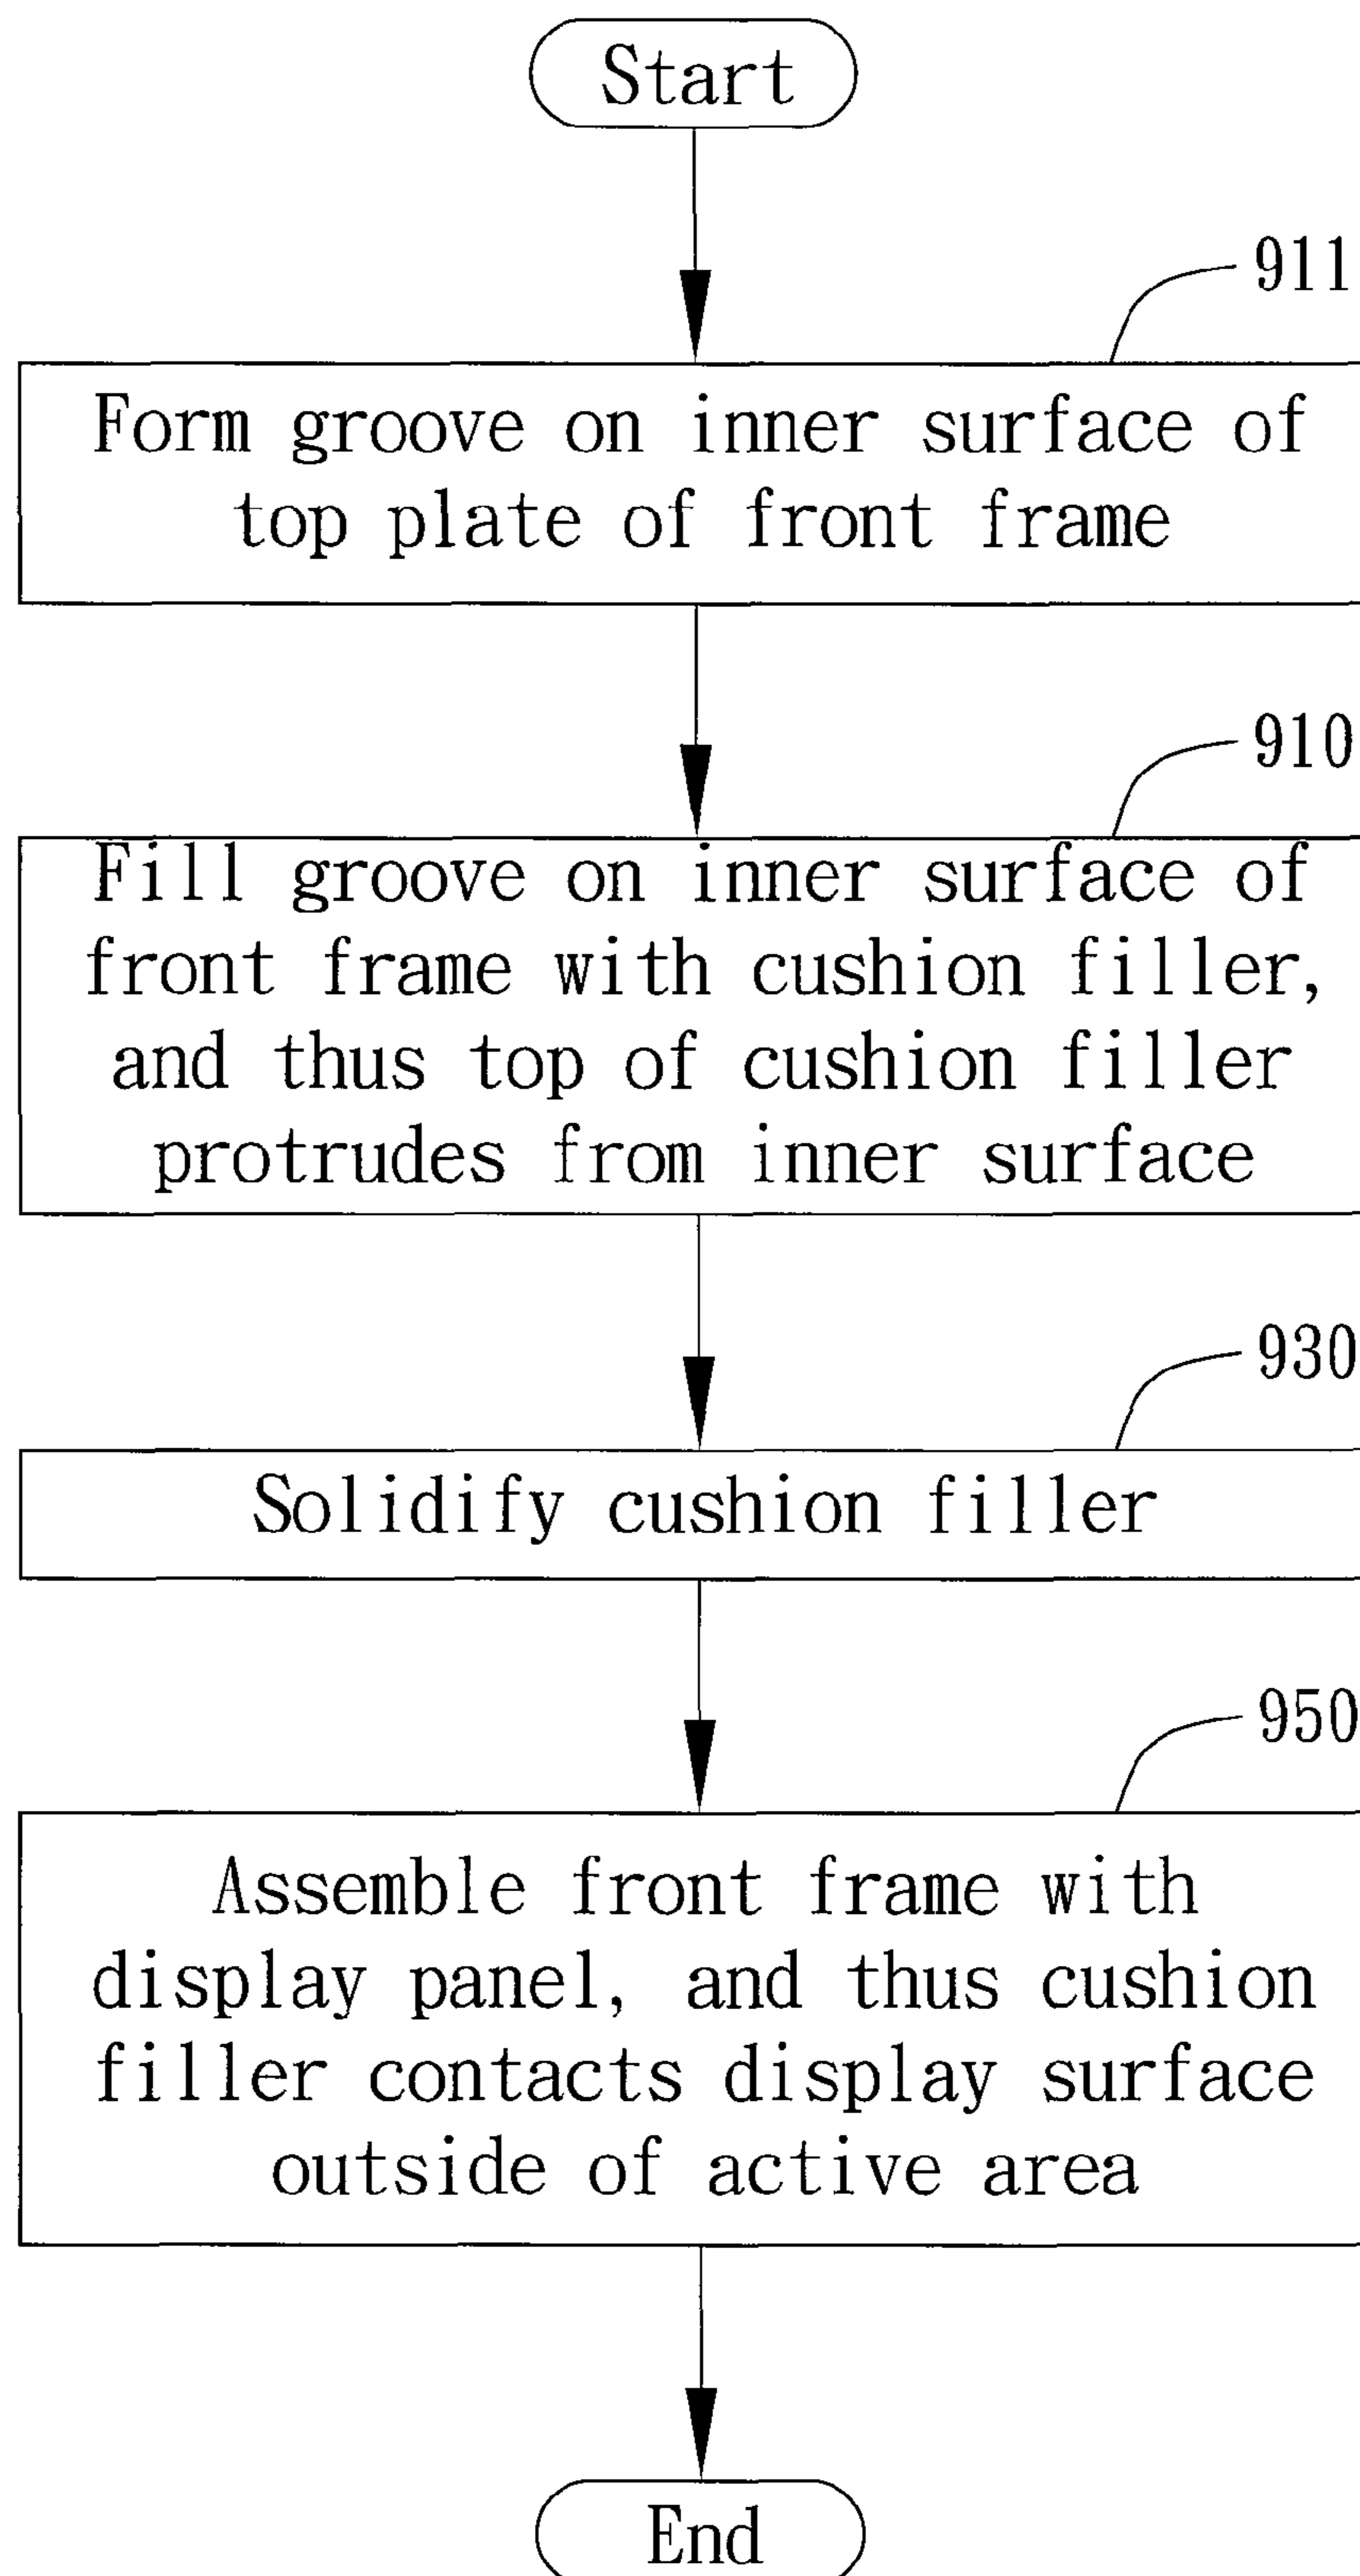 Start
911
Form groove on inner surface of
top plate of front frame
910
Fill groove on inner surface of
front frame with cushion filler,
and thus top of cushion filler
protrudes from inner surface
930
Solidify cushion filler
950
Assemble front frame with
display panel, and thus cushion
filler contacts display surface
outside of active area
End